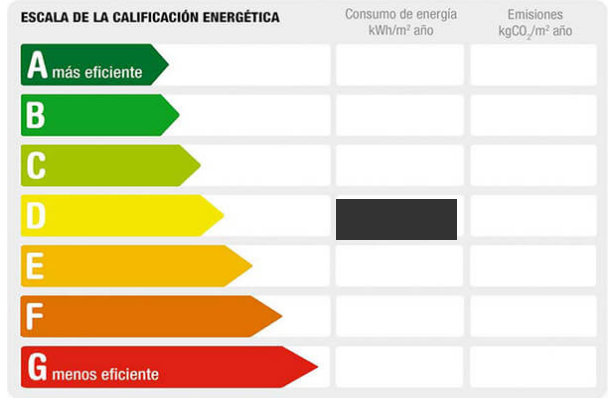 ESCALA DE LA CALIFICACIÓN ENERGÉTICA
Consumo de energía
kWh/m² año
Emisiones
kgCO₂/m² año
A más eficiente
B
C
D
E
F
G menos eficiente